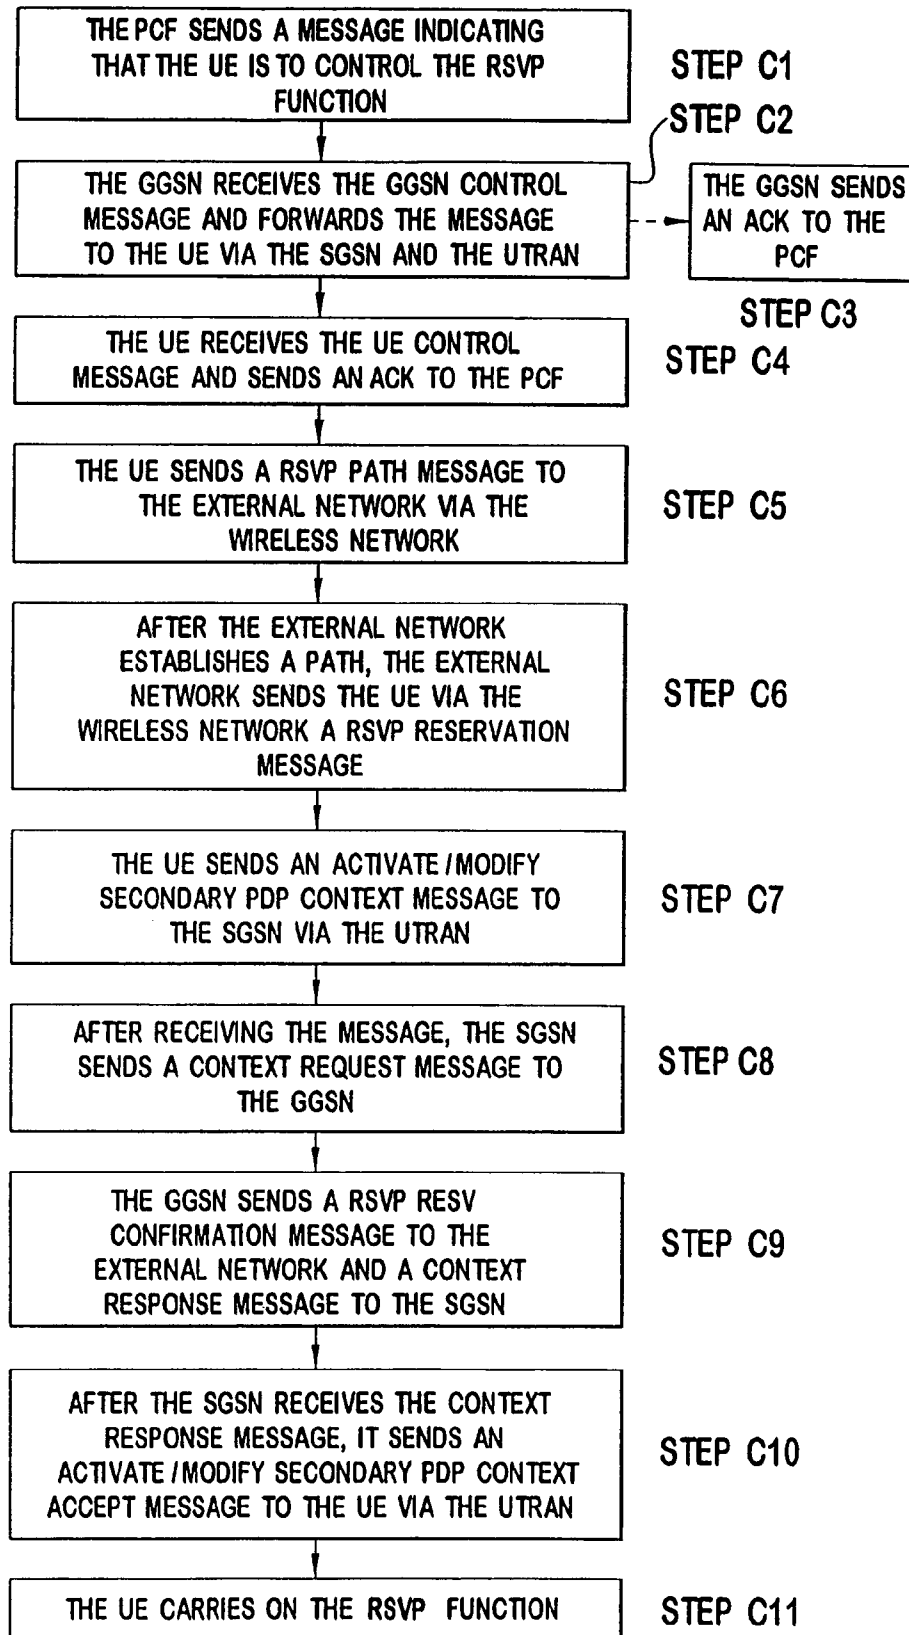 THE PCF SENDS A MESSAGE INDICATING
THAT THE UE IS TO CONTROL THE RSVP
FUNCTION
STEP C1
STEP C2
THE GGSN RECEIVES THE GGSN CONTROL
MESSAGE AND FORWARDS THE MESSAGE
TO THE UE VIA THE SGSN AND THE UTRAN
THE GGSN SENDS
AN ACK TO THE
PCF
STEP C3
THE UE RECEIVES THE UE CONTROL
MESSAGE AND SENDS AN ACK TO THE PCF
STEP C4
THE UE SENDS A RSVP PATH MESSAGE TO
THE EXTERNAL NETWORK VIA THE
WIRELESS NETWORK
STEP C5
AFTER THE EXTERNAL NETWORK
ESTABLISHES A PATH, THE EXTERNAL
NETWORK SENDS THE UE VIA THE
WIRELESS NETWORK A RSVP RESERVATION
MESSAGE
STEP C6
THE UE SENDS AN ACTIVATE/MODIFY
SECONDARY PDP CONTEXT MESSAGE TO
THE SGSN VIA THE UTRAN
STEP C7
AFTER RECEIVING THE MESSAGE, THE SGSN
SENDS A CONTEXT REQUEST MESSAGE TO
THE GGSN
STEP C8
THE GGSN SENDS A RSVP RESV
CONFIRMATION MESSAGE TO THE
EXTERNAL NETWORK AND A CONTEXT
RESPONSE MESSAGE TO THE SGSN
STEP C9
AFTER THE SGSN RECEIVES THE CONTEXT
RESPONSE MESSAGE, IT SENDS AN
ACTIVATE/MODIFY SECONDARY PDP CONTEXT
ACCEPT MESSAGE TO THE UE VIA THE UTRAN
STEP C10
THE UE CARRIES ON THE RSVP FUNCTION
STEP C11